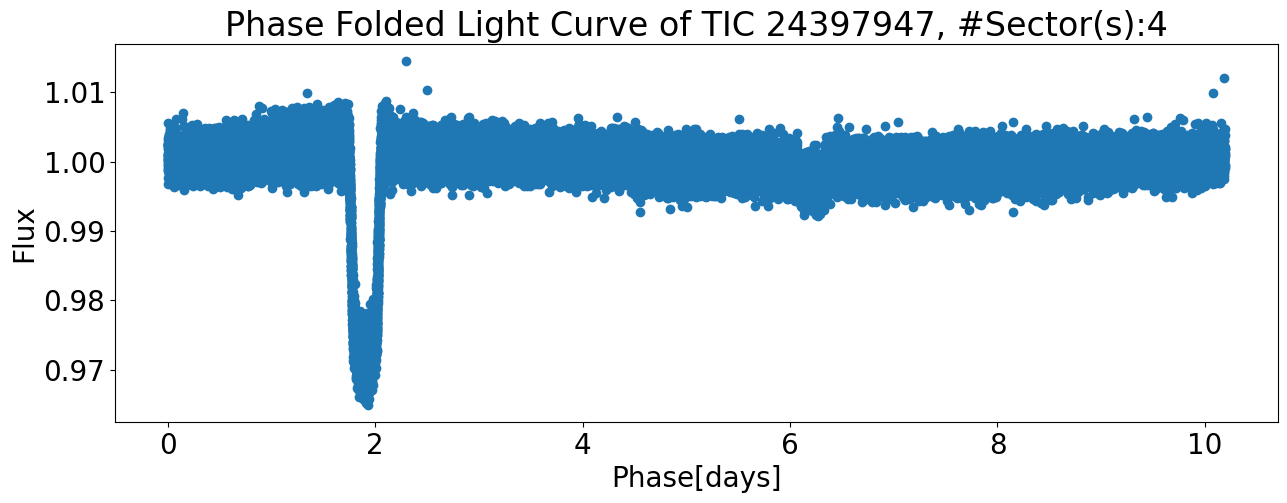 Phase Folded Light Curve of TIC 24397947, #Sector(s):4
1.01
1.00
0.99
0.98
0.97
Flux
0 2 4 6 8 10
Phase[days]